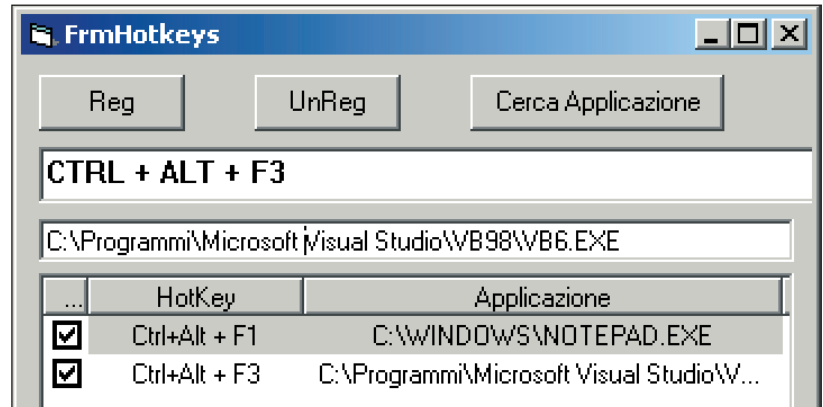 FrmHotkeys
Reg UnReg Cerca Applicazione
CTRL + ALT + F3
C:\Programmi\Microsoft Visual Studio\VB98\VB6.EXE
... HotKey Applicazione
Ctrl+Alt + F1 C:\WINDOWS\NOTEPAD.EXE
Ctrl+Alt + F3 C:\Programmi\Microsoft Visual Studio\V...